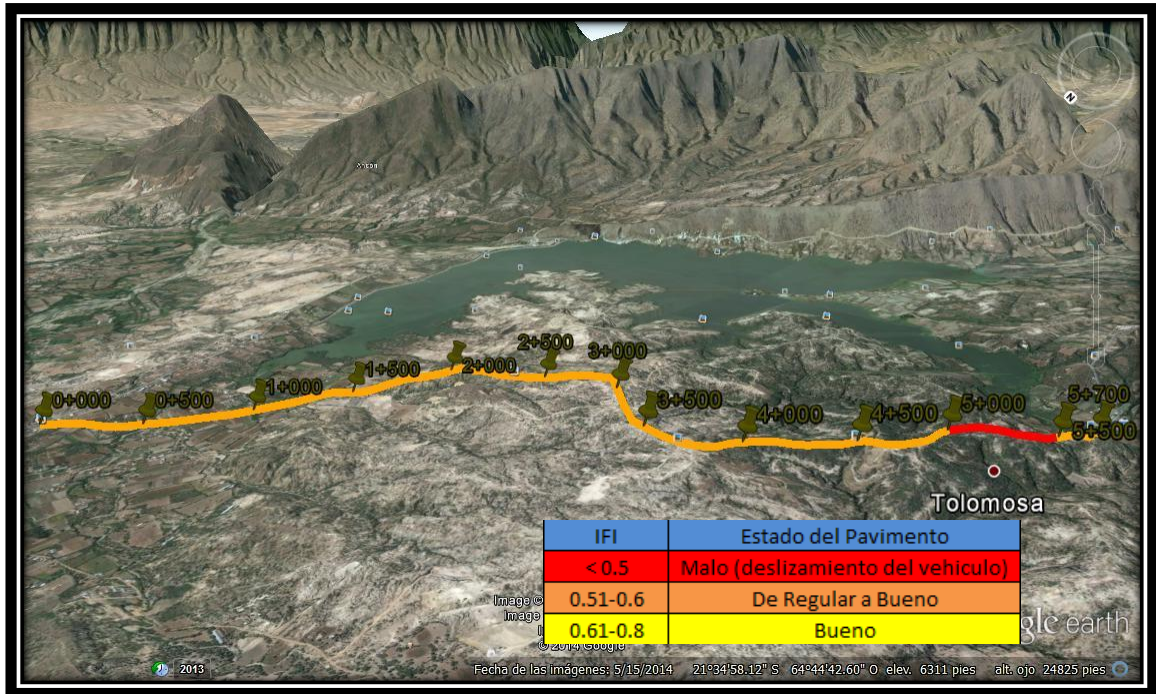 Ancon
N
0+000
0+500
1+000
1+500
2+000
2+500
3+000
3+500
4+000
4+500
5+000
5+700
5+500
Tolomosa
IFI Estado del Pavimento
< 0.5 Malo (deslizamiento del vehiculo)
0.51-0.6 De Regular a Bueno
0.61-0.8 Bueno
Image ©
Image
© 2014 Google
gle earth
2013
Fecha de las imágenes: 5/15/2014 21°34'58.12" S 64°44'42.60" O elev. 6311 pies alt. ojo 24825 pies